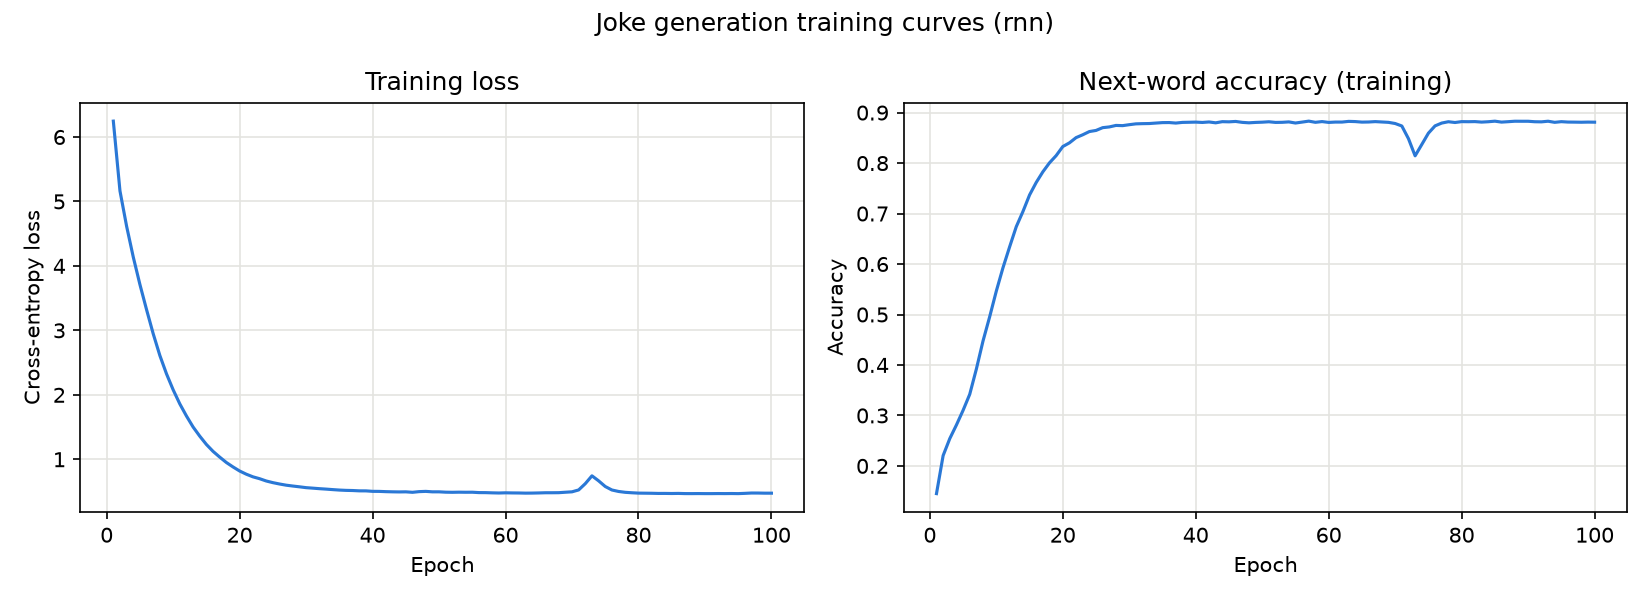 Joke generation training curves (rnn)
Training loss
Cross-entropy loss
6
5
4
3
2
1
0 20 40 60 80 100
Epoch
Next-word accuracy (training)
Accuracy
0.9
0.8
0.7
0.6
0.5
0.4
0.3
0.2
0 20 40 60 80 100
Epoch